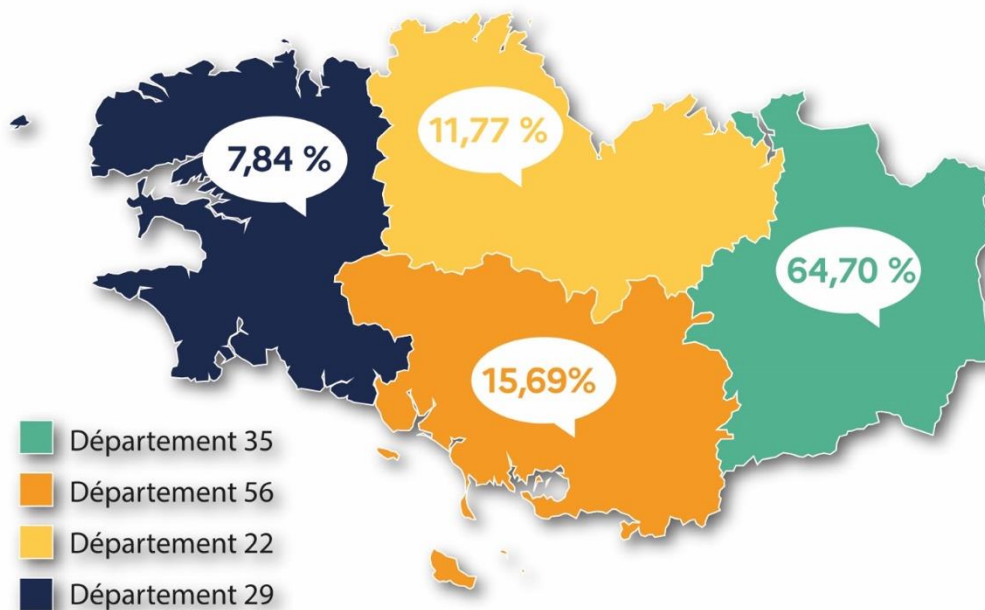 11,77 %
7,84 %
64,70 %
15,69%
Département 35
Département 56
Département 22
Département 29